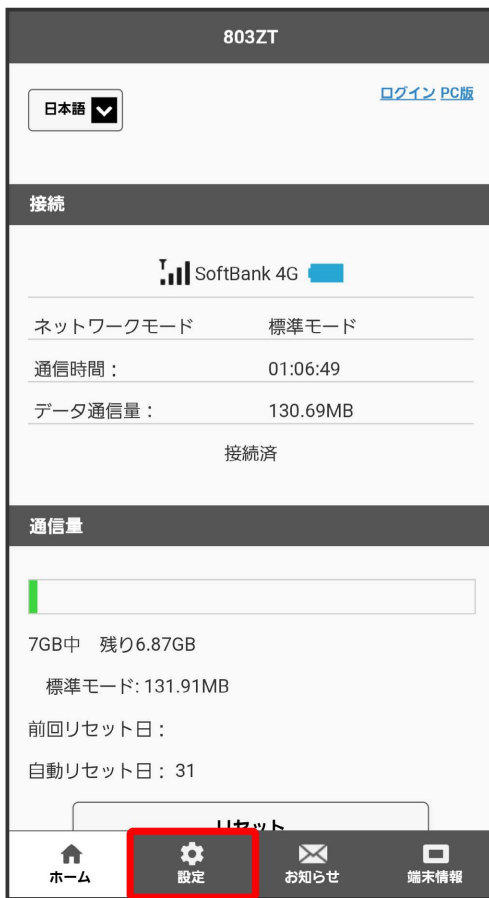 803ZT
日本語
ログイン PC版
接続
SoftBank 4G
ネットワークモード 標準モード
通信時間： 01:06:49
データ通信量： 130.69MB
接続済
通信量
7GB中 残り6.87GB
標準モード: 131.91MB
前回リセット日：
自動リセット日： 31
リセット
ホーム 設定 お知らせ 端末情報